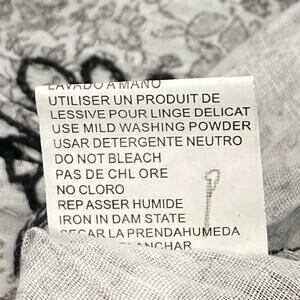 LAVADO A MANO
UTILISER UN PRODUIT DE
LESSIVE POUR LINGE DELICAT
USE MILD WASHING POWDER
USAR DETERGENTE NEUTRO
DO NOT BLEACH
PAS DE CHL ORE
NO CLORO
REP ASSER HUMIDE
IRON IN DAM STATE
SECAR LA PRENDAHUMEDA
PLANCHAR